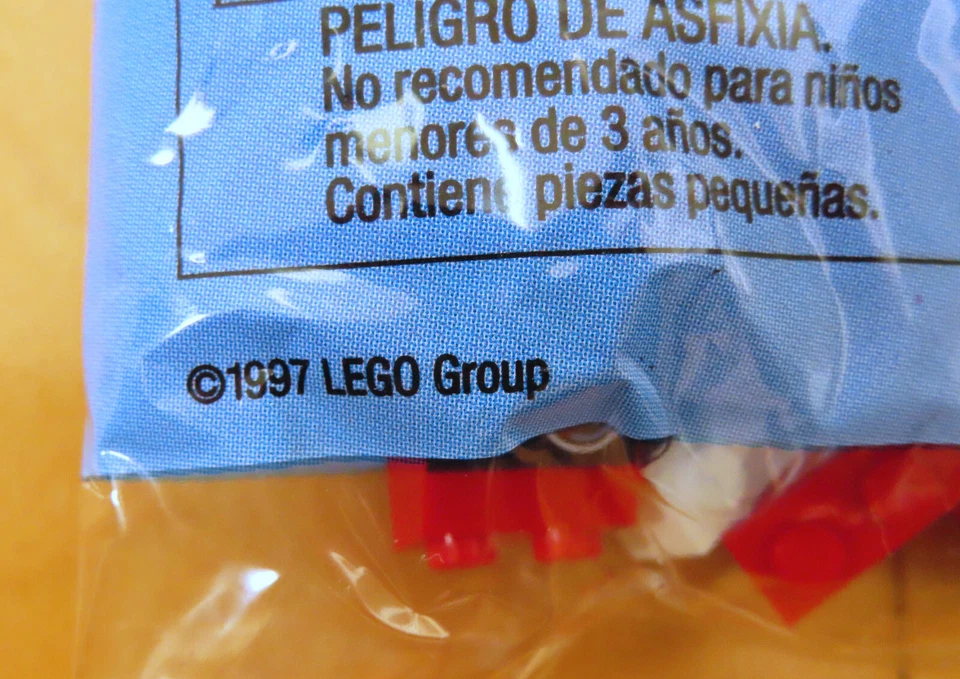 PELIGRO DE ASFIXIA.
No recomendado para niños
menores de 3 años.
Contiene piezas pequeñas.
©1997 LEGO Group